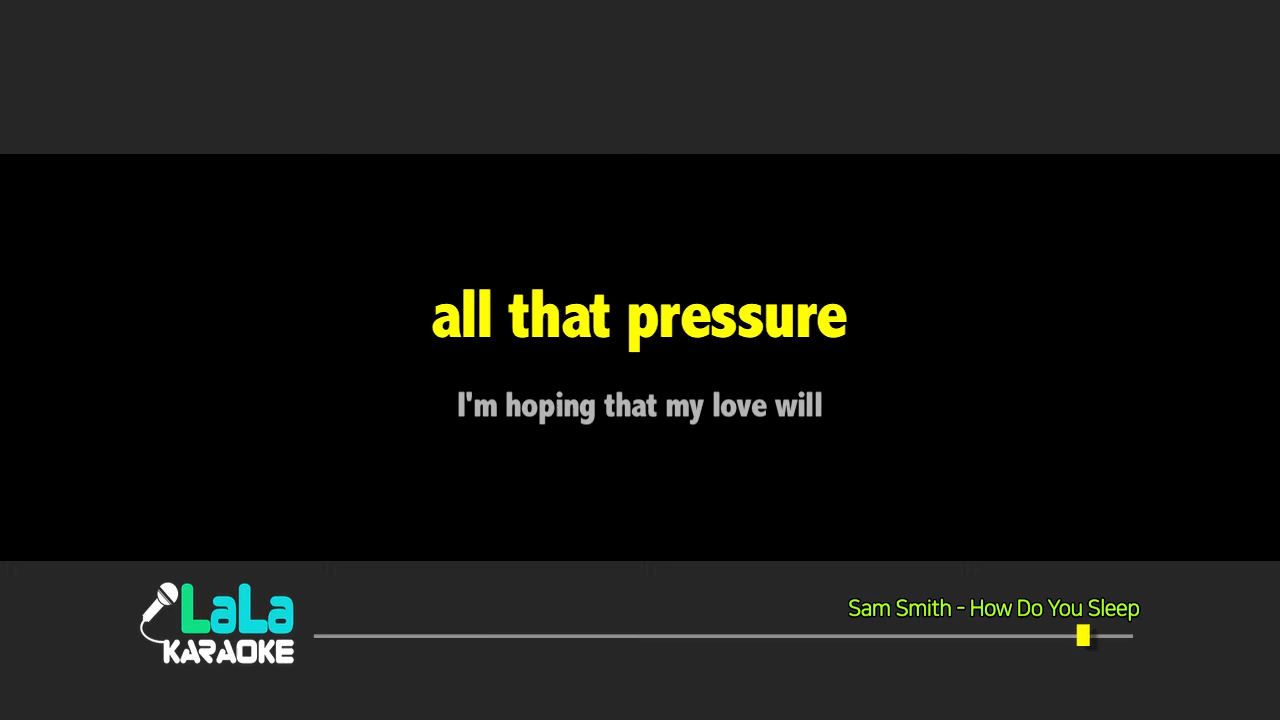 all that pressure
I'm hoping that my love will
LaLa
KARAOKE
Sam Smith - How Do You Sleep